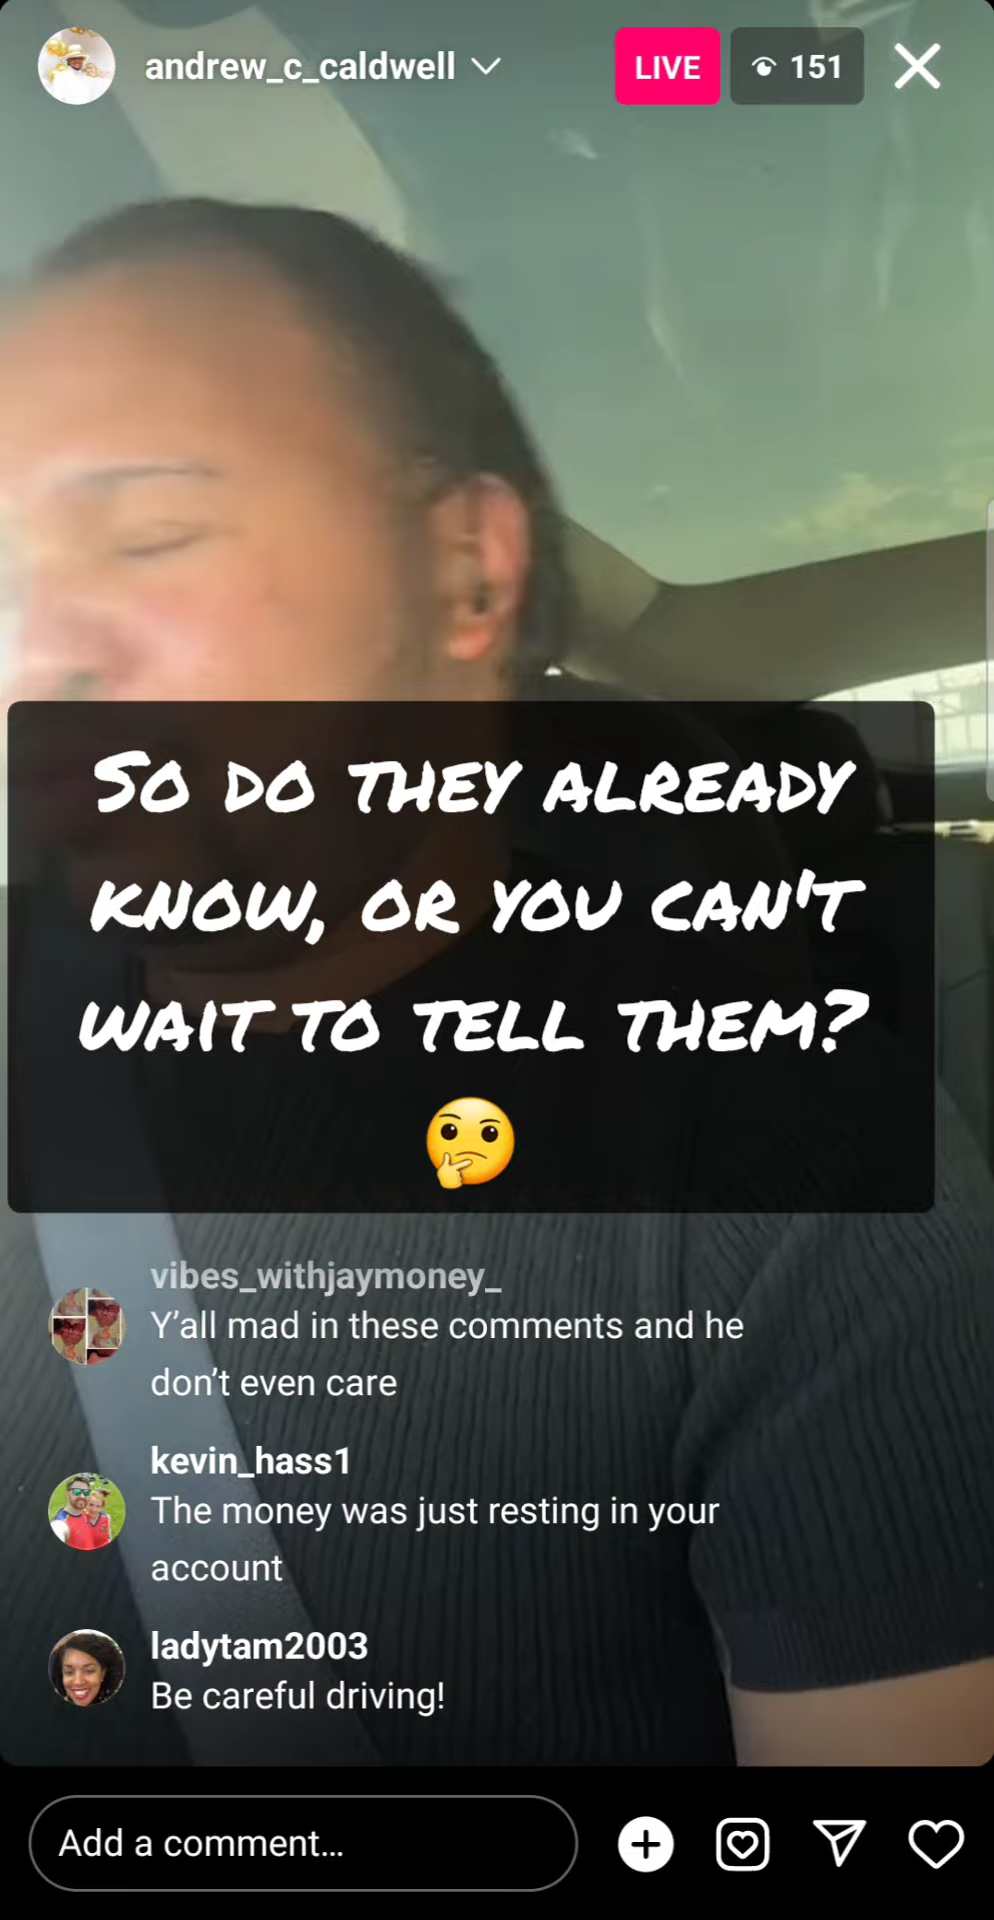 andrew_c_caldwell
LIVE
151
So do they already
know, or you can't
wait to tell them?
🤔
vibes_withjaymoney_
Y’all mad in these comments and he
don’t even care
kevin_hass1
The money was just resting in your
account
ladytam2003
Be careful driving!
Add a comment...